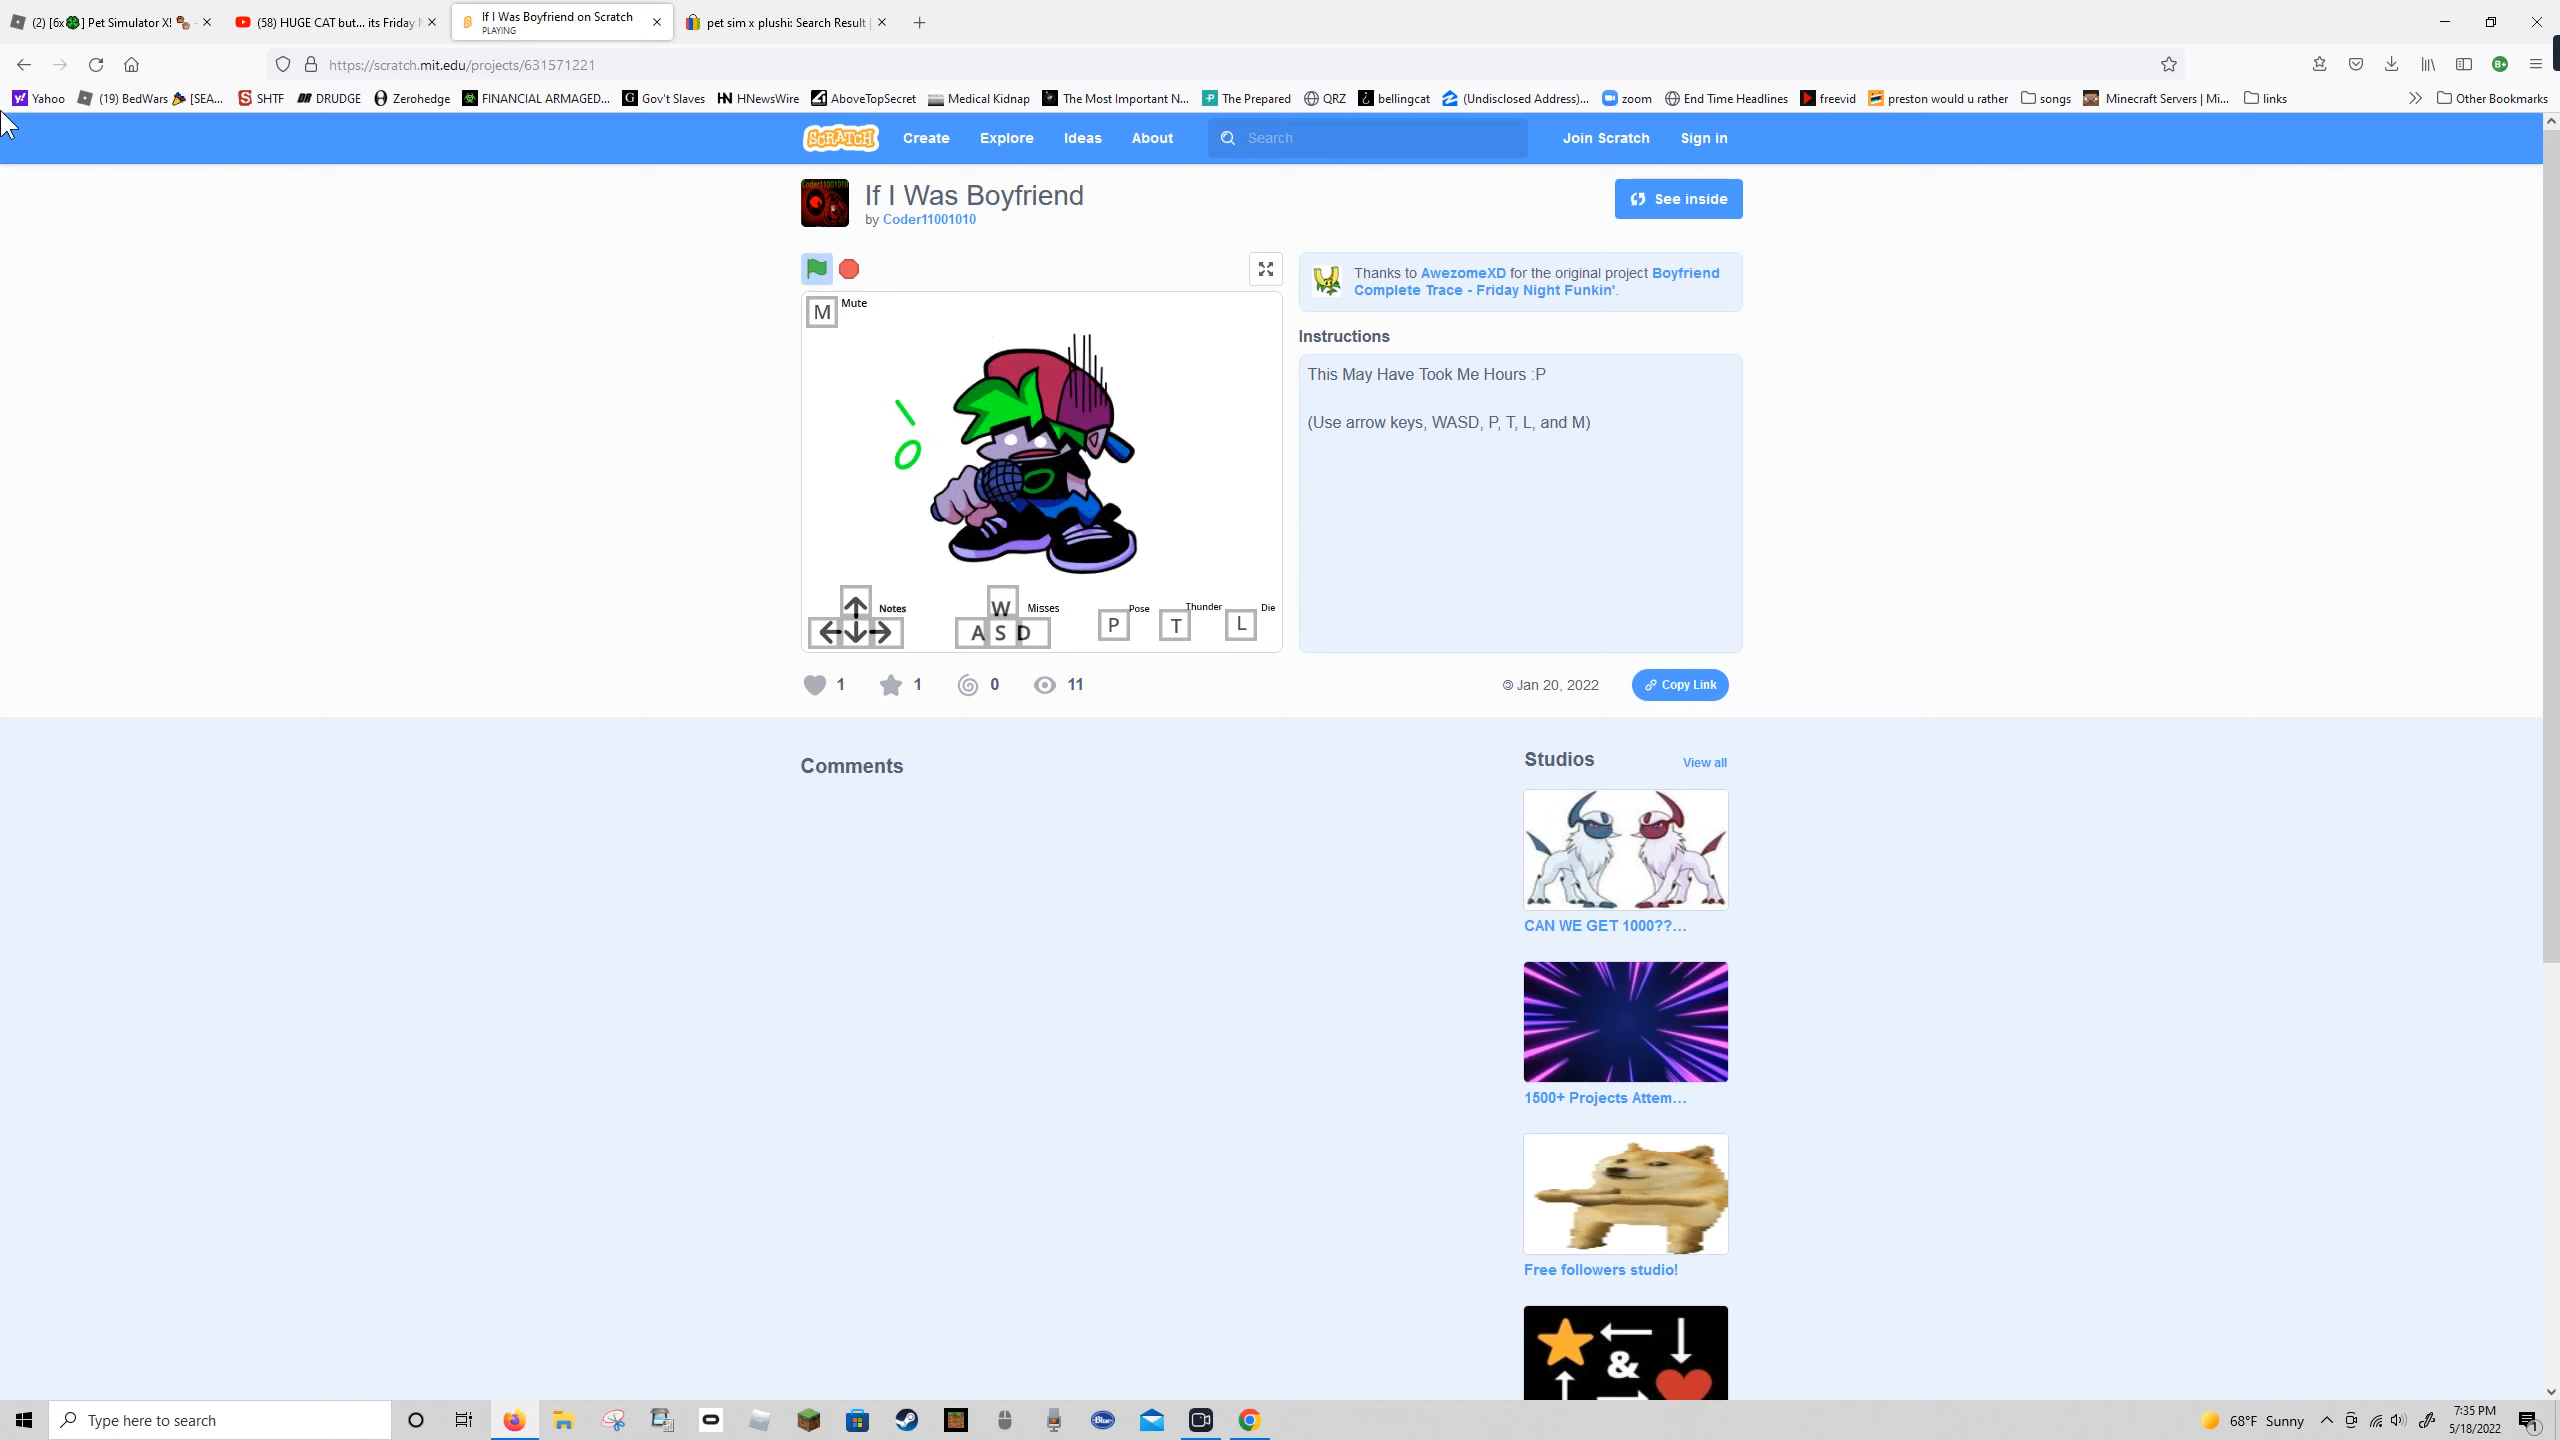 (2) [6x🍀] Pet Simulator X!
(58) HUGE CAT but... its Friday
If I Was Boyfriend on Scratch
PLAYING
pet sim x plushi: Search Result
https://scratch.mit.edu/projects/631571221
Yahoo
(19) BedWars 🎉 [SEA...
SHTF
DRUDGE
Zerohedge
FINANCIAL ARMAGED...
Gov't Slaves
HNewsWire
AboveTopSecret
Medical Kidnap
The Most Important N...
The Prepared
QRZ
bellingcat
(Undisclosed Address)...
zoom
End Time Headlines
freevid
preston would u rather
songs
Minecraft Servers | Mi...
links
Other Bookmarks
SCRATCH
Create
Explore
Ideas
About
Search
Join Scratch
Sign in
Coder11001010
If I Was Boyfriend
by Coder11001010
See inside
M Mute
Notes
W Misses
A S D
P Pose
T Thunder
L Die
Thanks to AwezomeXD for the original project Boyfriend
Complete Trace - Friday Night Funkin'.
Instructions
This May Have Took Me Hours :P
(Use arrow keys, WASD, P, T, L, and M)
1
1
0
11
© Jan 20, 2022
Copy Link
Comments
Studios
View all
CAN WE GET 1000??...
1500+ Projects Attem...
Free followers studio!
&
Type here to search
Blue
68°F Sunny
7:35 PM
5/18/2022
1